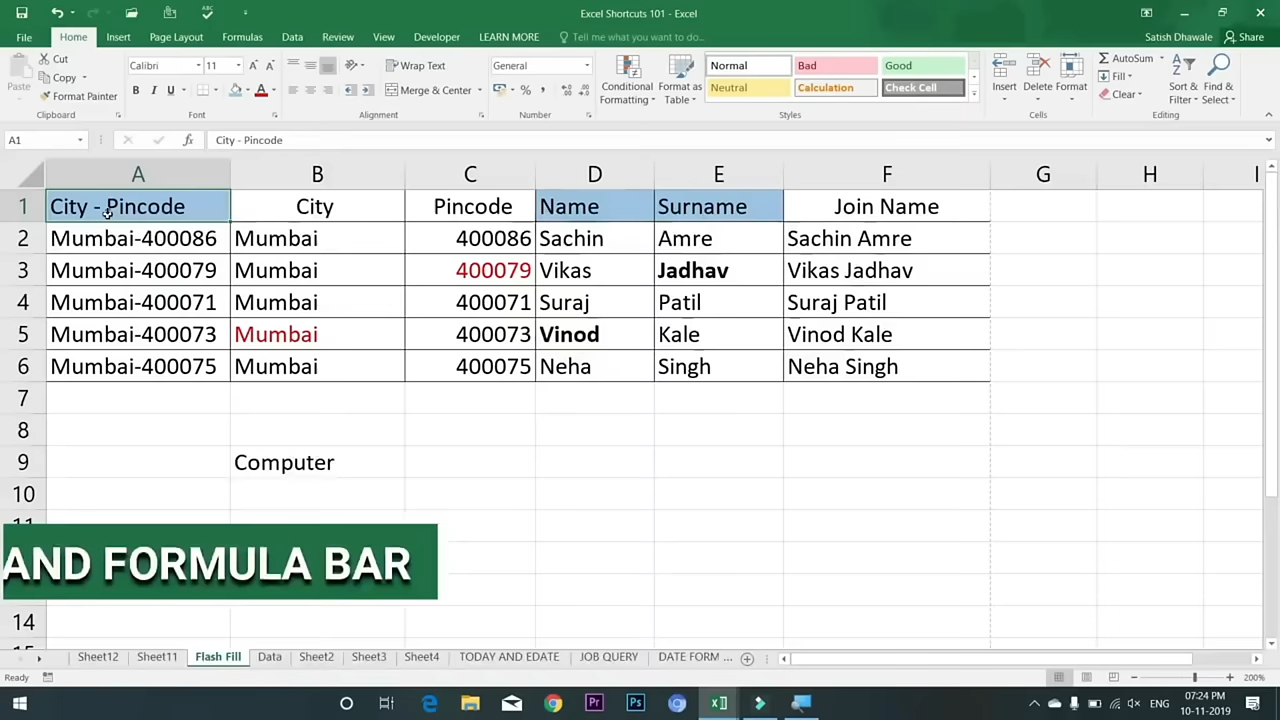 Excel Shortcuts 101 - Excel
File Home Insert Page Layout Formulas Data Review View Developer LEARN MORE Tell me what you want to do... Satish Dhawale Share
Paste Cut Copy Format Painter Clipboard
Calibri 11 B I U A A A Font
Wrap Text Merge & Center Alignment
General % , Number
Conditional Formatting Format as Table
Normal Bad Good
Neutral Calculation Check Cell
Styles
Insert Delete Format Cells
AutoSum Fill Clear Sort & Filter Find & Select Editing
A1 fx City - Pincode
A B C D E F G H I
1 City - Pincode City Pincode Name Surname Join Name
2 Mumbai-400086 Mumbai 400086 Sachin Amre Sachin Amre
3 Mumbai-400079 Mumbai 400079 Vikas Jadhav Vikas Jadhav
4 Mumbai-400071 Mumbai 400071 Suraj Patil Suraj Patil
5 Mumbai-400073 Mumbai 400073 Vinod Kale Vinod Kale
6 Mumbai-400075 Mumbai 400075 Neha Singh Neha Singh
7
8
9 Computer
10
AND FORMULA BAR
14
Sheet12 Sheet11 Flash Fill Data Sheet2 Sheet3 Sheet4 TODAY AND EDATE JOB QUERY DATE FORM ...
Ready 200%
Pr Ps ENG 07:24 PM
10-11-2019